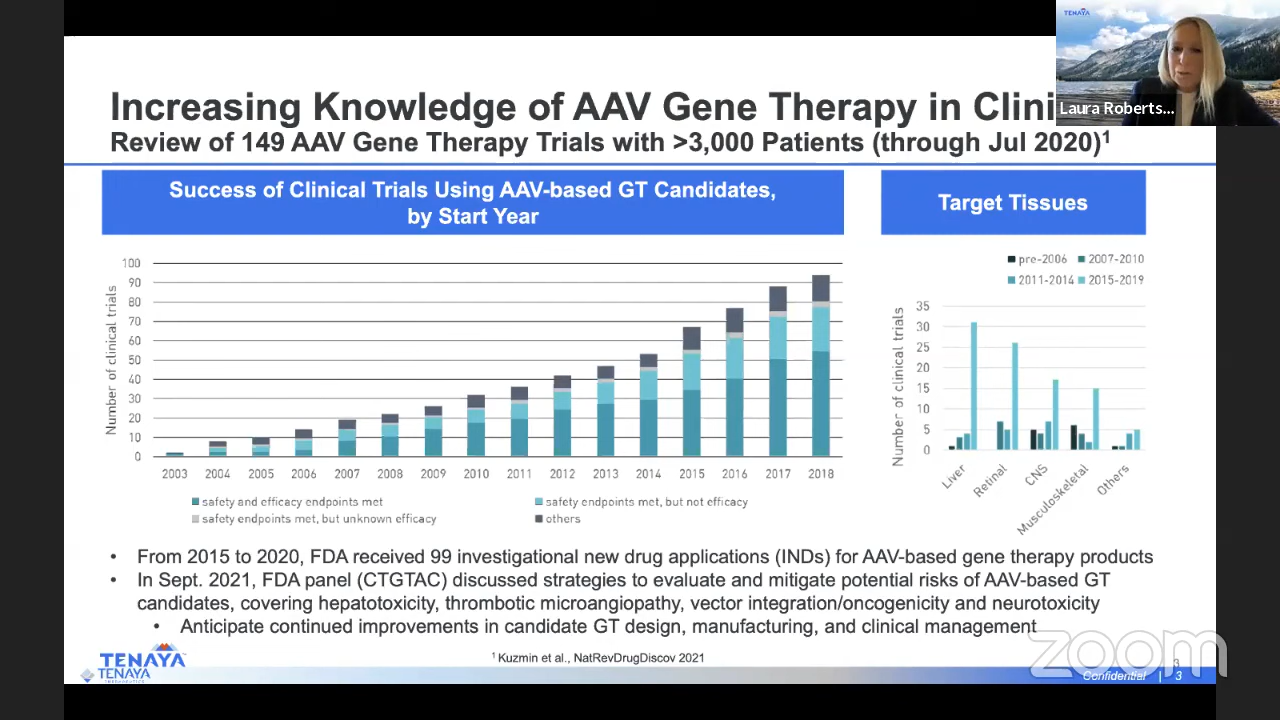 TENAYA
Laura Roberts...
Increasing Knowledge of AAV Gene Therapy in Clini
Review of 149 AAV Gene Therapy Trials with >3,000 Patients (through Jul 2020)¹
Success of Clinical Trials Using AAV-based GT Candidates,
by Start Year
Number of clinical trials
100
90
80
70
60
50
40
30
20
10
0
2003 2004 2005 2006 2007 2008 2009 2010 2011 2012 2013 2014 2015 2016 2017 2018
safety and efficacy endpoints met
safety endpoints met, but not efficacy
safety endpoints met, but unknown efficacy
others
Target Tissues
pre-2006 2007-2010
2011-2014 2015-2019
Number of clinical trials
35
30
25
20
15
10
5
0
Liver
Retinal
CNS
Musculoskeletal
Others
• From 2015 to 2020, FDA received 99 investigational new drug applications (INDs) for AAV-based gene therapy products
• In Sept. 2021, FDA panel (CTGTAC) discussed strategies to evaluate and mitigate potential risks of AAV-based GT
candidates, covering hepatotoxicity, thrombotic microangiopathy, vector integration/oncogenicity and neurotoxicity
• Anticipate continued improvements in candidate GT design, manufacturing, and clinical management
TENAYA
TENAYA
THERAPEUTICS
¹ Kuzmin et al., NatRevDrugDiscov 2021
zoom
3
Confidential | 3